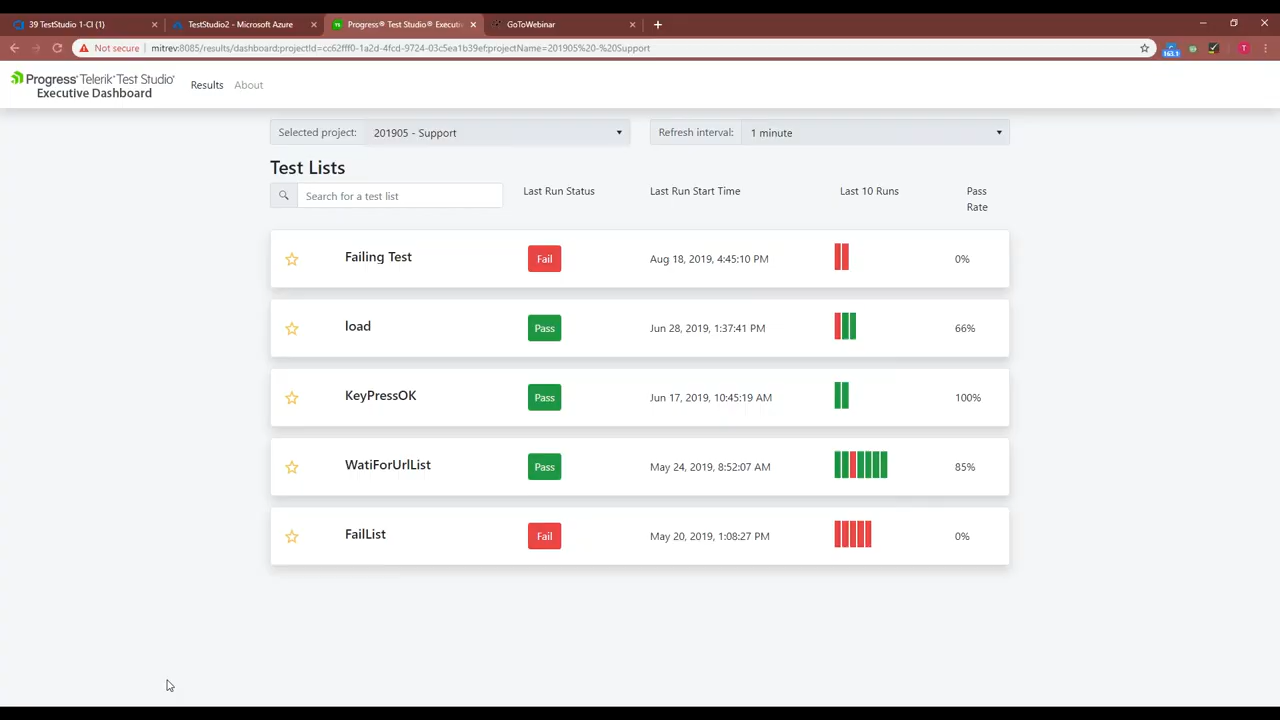 39 TestStudio 1-CI (1)
TestStudio2 - Microsoft Azure
Progress® Test Studio® Executi
GoToWebinar
Not secure
mitrev:8085/results/dashboard;projectId=cc62fff0-1a2d-4fcd-9724-03c5ea1b39ef;projectName=201905%20-%20Support
163.1
T
Progress® Telerik® Test Studio®
Executive Dashboard
Results
About
Selected project:
201905 - Support
Refresh interval:
1 minute
Test Lists
Search for a test list
Last Run Status
Last Run Start Time
Last 10 Runs
Pass
Rate
Failing Test
Fail
Aug 18, 2019, 4:45:10 PM
0%
load
Pass
Jun 28, 2019, 1:37:41 PM
66%
KeyPressOK
Pass
Jun 17, 2019, 10:45:19 AM
100%
WatiForUrlList
Pass
May 24, 2019, 8:52:07 AM
85%
FailList
Fail
May 20, 2019, 1:08:27 PM
0%